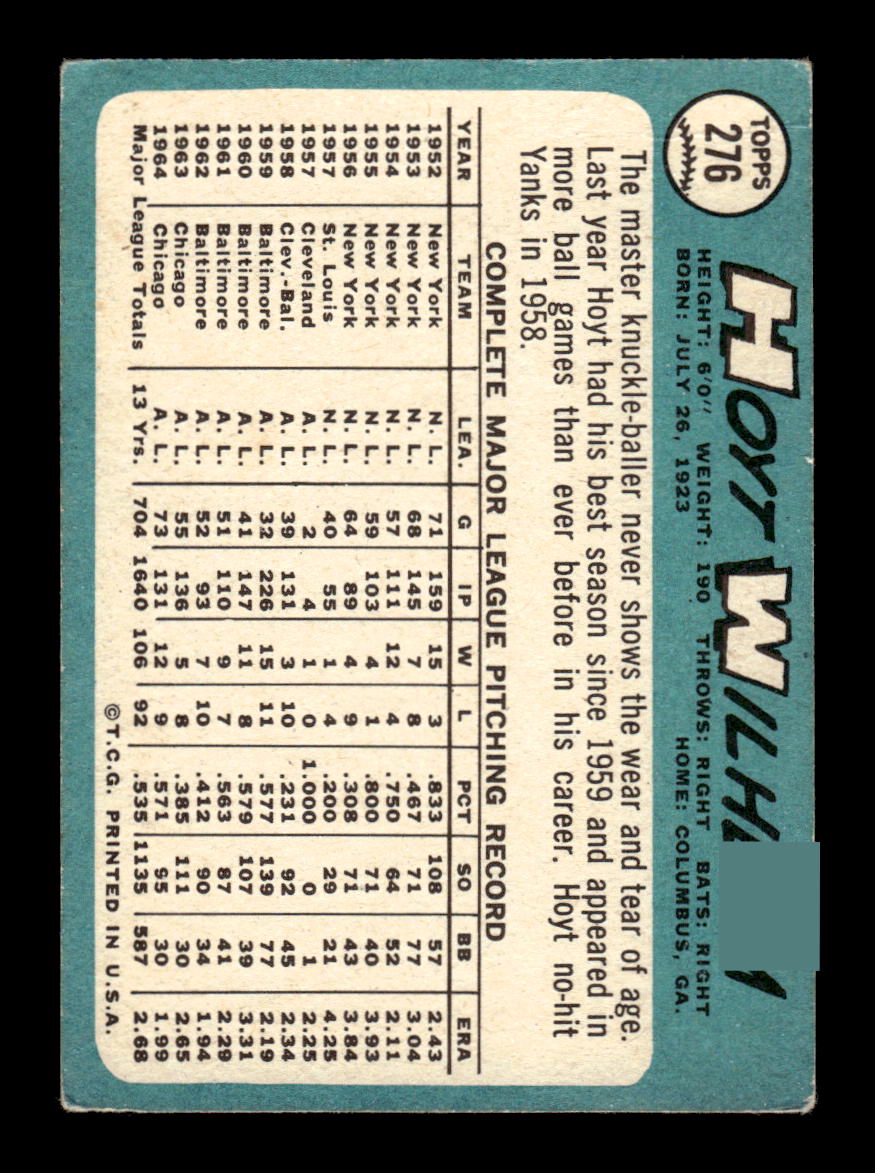 TOPPS
276
HOYT
HEIGHT: 6'0" WEIGHT: 190 THROWS: RIGHT BATS: RIGHT
BORN: JULY 26, 1923 HOME: COLUMBUS, GA.
The master knuckle-baller never shows the wear and tear of age.
Last year Hoyt had his best season since 1959 and appeared in
more ball games than ever before in his career. Hoyt no-hit
Yanks in 1958.
COMPLETE MAJOR LEAGUE PITCHING RECORD
YEAR TEAM LEA. G IP W L PCT SO BB ERA
1952 New York N. L. 71 159 15 3 .833 108 57 2.43
1953 New York N. L. 68 145 7 8 .467 71 77 3.04
1954 New York N. L. 57 111 12 4 .750 64 52 2.11
1955 New York N. L. 59 103 4 1 .800 71 40 3.93
1956 New York N. L. 64 89 4 9 .308 71 43 3.84
1957 St. Louis N. L. 40 55 1 4 .200 29 21 4.25
1957 Cleveland A. L. 2 4 1 0 1.000 0 1 2.25
1958 Clev.-Bal. A. L. 39 131 3 10 .231 92 45 2.34
1959 Baltimore A. L. 32 226 15 11 .577 139 77 2.19
1960 Baltimore A. L. 41 147 11 8 .579 107 39 3.31
1961 Baltimore A. L. 51 110 9 7 .563 87 41 2.29
1962 Baltimore A. L. 52 93 7 10 .412 90 34 1.94
1963 Chicago A. L. 55 136 5 8 .385 111 30 2.65
1964 Chicago A. L. 73 131 12 9 .571 95 30 1.99
Major League Totals 13 Yrs. 704 1640 106 92 .535 1135 587 2.68
©T.C.G. PRINTED IN U.S.A.